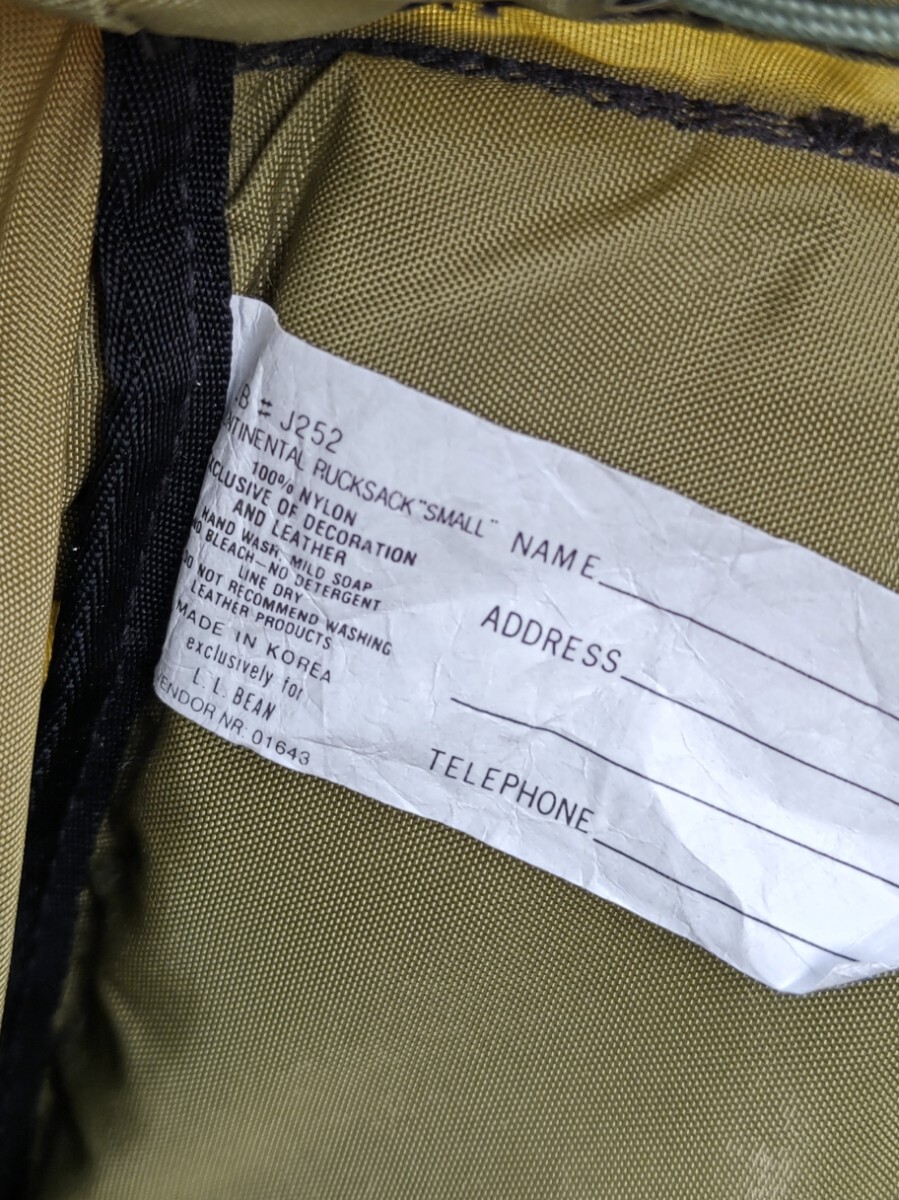 .B # J252
NTINENTAL RUCKSACK "SMALL"
100% NYLON
XCLUSIVE OF DECORATION
AND LEATHER
HAND WASH MILD SOAP
NO BLEACH-NO DETERGENT
LINE DRY
DO NOT RECOMMEND WASHING
LEATHER PRODUCTS
MADE IN KOREA
exclusively for
L. L. BEAN
VENDOR NR. 01643
NAME
ADDRESS
TELEPHONE